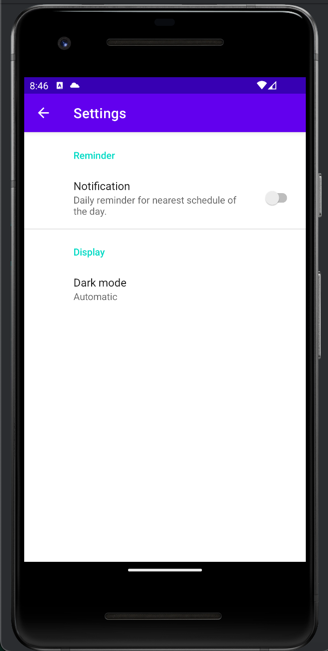 8:46
Settings
Reminder
Notification
Daily reminder for nearest schedule of
the day.
Display
Dark mode
Automatic